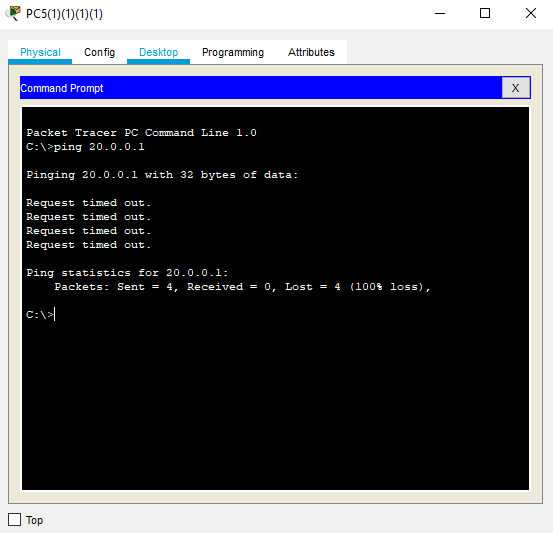 PC5(1)(1)(1)(1)
Physical Config Desktop Programming Attributes
Command Prompt X
Packet Tracer PC Command Line 1.0
C:\>ping 20.0.0.1
Pinging 20.0.0.1 with 32 bytes of data:
Request timed out.
Request timed out.
Request timed out.
Request timed out.
Ping statistics for 20.0.0.1:
Packets: Sent = 4, Received = 0, Lost = 4 (100% loss),
C:\>
Top